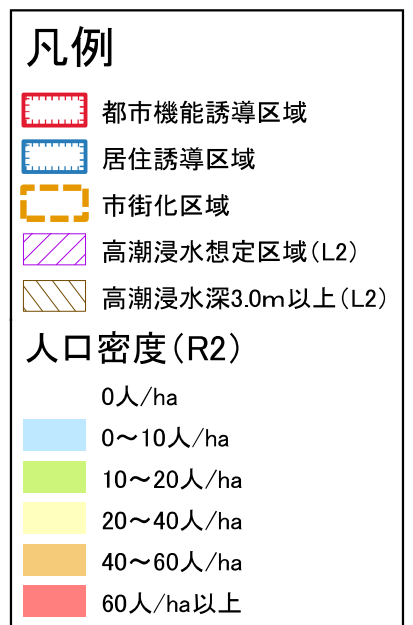 凡例
都市機能誘導区域
居住誘導区域
市街化区域
高潮浸水想定区域(L2)
高潮浸水深3.0m以上(L2)
人口密度(R2)
0人/ha
0～10人/ha
10～20人/ha
20～40人/ha
40～60人/ha
60人/ha以上